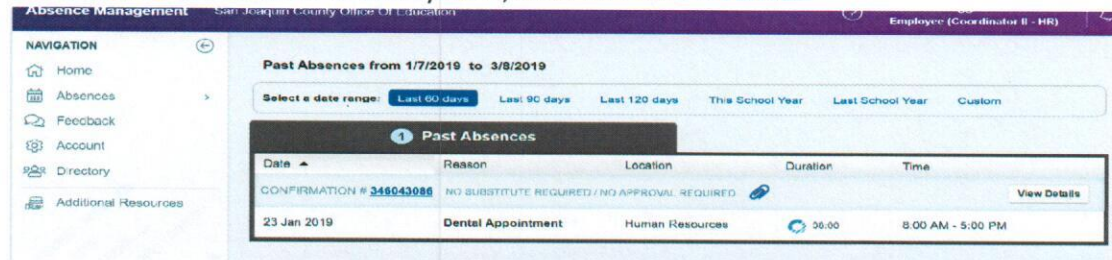 Absence Management San Joaquin County Office Of Education
Employee (Coordinator II - HR)
NAVIGATION
Home
Absences
Feedback
Account
Directory
Additional Resources
Past Absences from 1/7/2019 to 3/8/2019
Select a date range: Last 60 days Last 90 days Last 120 days This School Year Last School Year Custom
1 Past Absences
Date Reason Location Duration Time
CONFIRMATION # 346043086 NO SUBSTITUTE REQUIRED / NO APPROVAL REQUIRED View Details
23 Jan 2019 Dental Appointment Human Resources 8:00 AM - 5:00 PM